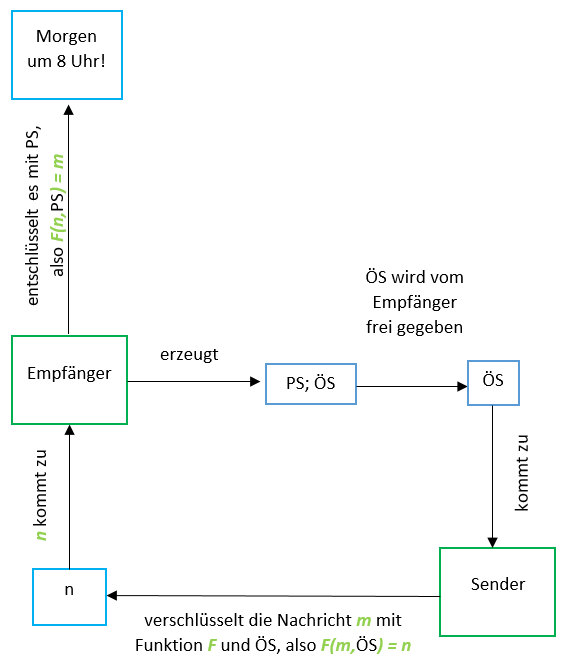 Morgen
um 8 Uhr!
entschlüsselt es mit PS,
also F(n,PS) = m
ÖS wird vom
Empfänger
frei gegeben
Empfänger
erzeugt
PS; ÖS
ÖS
n kommt zu
kommt zu
n
Sender
verschlüsselt die Nachricht m mit
Funktion F und ÖS, also F(m,ÖS) = n